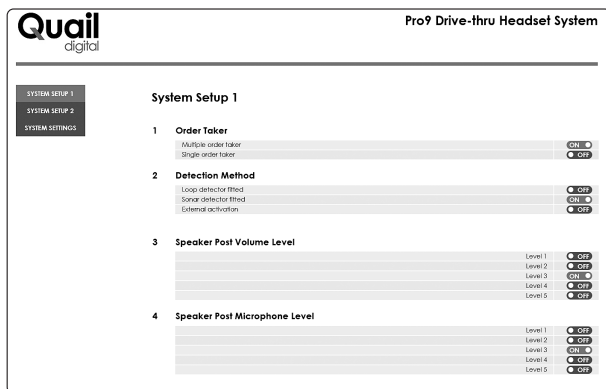 Quail
digital
Pro9 Drive-thru Headset System
SYSTEM SETUP 1
SYSTEM SETUP 2
SYSTEM SETTINGS
System Setup 1
1 Order Taker
Multiple order taker ON
Single order taker OFF
2 Detection Method
Loop detector fitted OFF
Sonar detector fitted ON
External activation OFF
3 Speaker Post Volume Level
Level 1 OFF
Level 2 OFF
Level 3 ON
Level 4 OFF
Level 5 OFF
4 Speaker Post Microphone Level
Level 1 OFF
Level 2 OFF
Level 3 ON
Level 4 OFF
Level 5 OFF